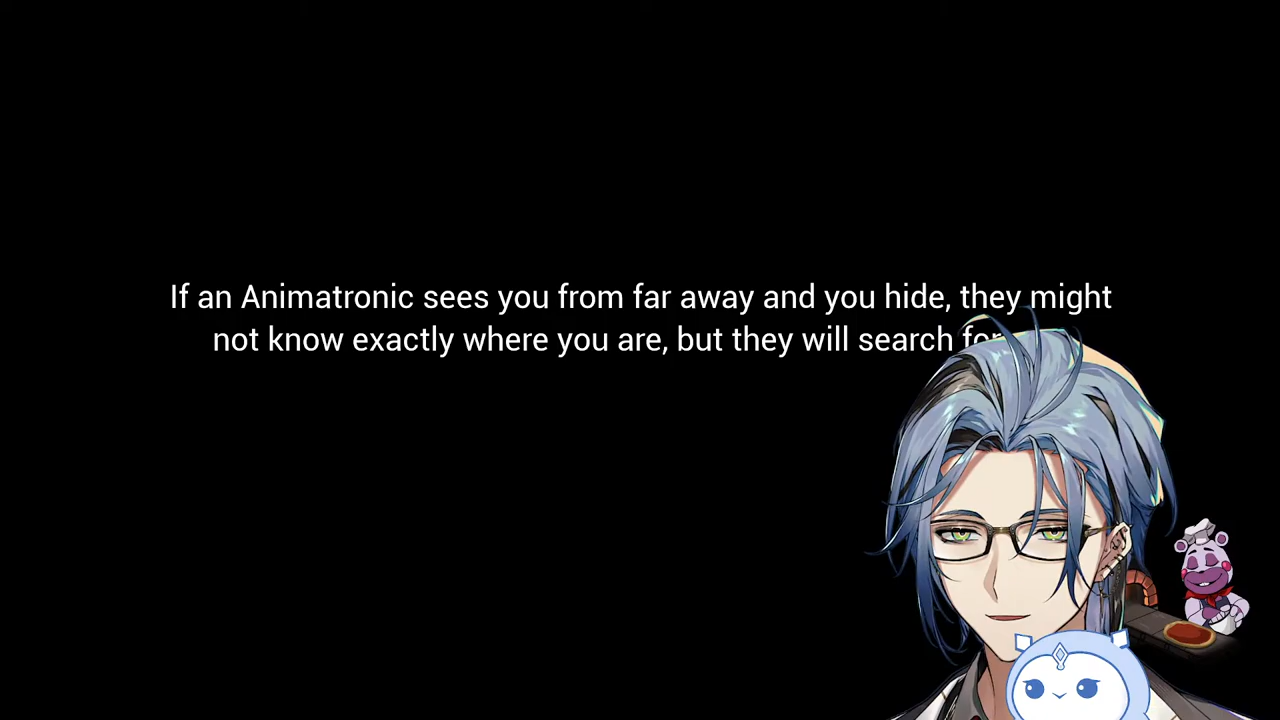 If an Animatronic sees you from far away and you hide, they might
not know exactly where you are, but they will search for